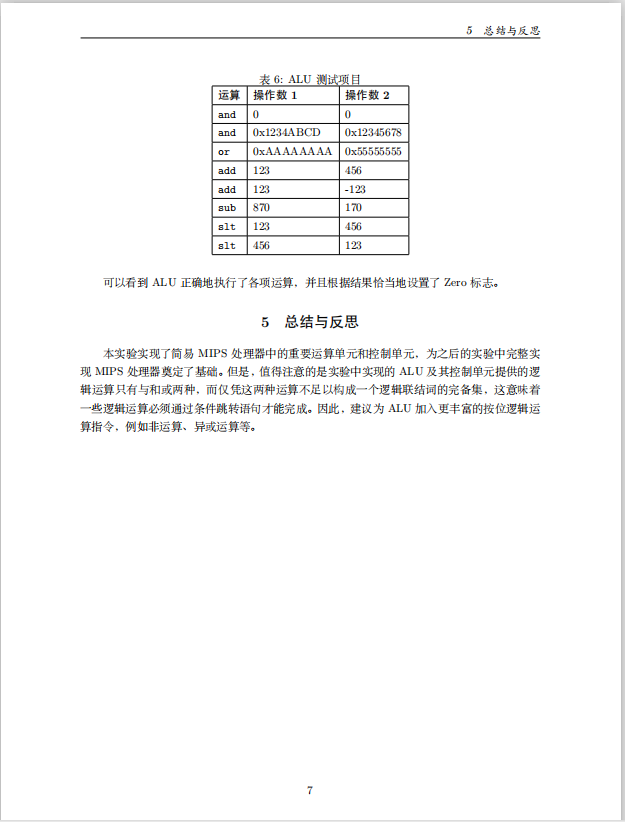 5 总结与反思
表 6: ALU 测试项目
运算 操作数 1 操作数 2
and 0 0
and 0x1234ABCD 0x12345678
or 0xAAAAAAAA 0x55555555
add 123 456
add 123 -123
sub 870 170
slt 123 456
slt 456 123
可以看到 ALU 正确地执行了各项运算，并且根据结果恰当地设置了 Zero 标志。
5 总结与反思
本实验实现了简易 MIPS 处理器中的重要运算单元和控制单元，为之后的实验中完整实
现 MIPS 处理器奠定了基础。但是，值得注意的是实验中实现的 ALU 及其控制单元提供的逻
辑运算只有与和或两种，而仅凭这两种运算不足以构成一个逻辑联结词的完备集，这意味着
一些逻辑运算必须通过条件跳转语句才能完成。因此，建议为 ALU 加入更丰富的按位逻辑运
算指令，例如非运算、异或运算等。
7